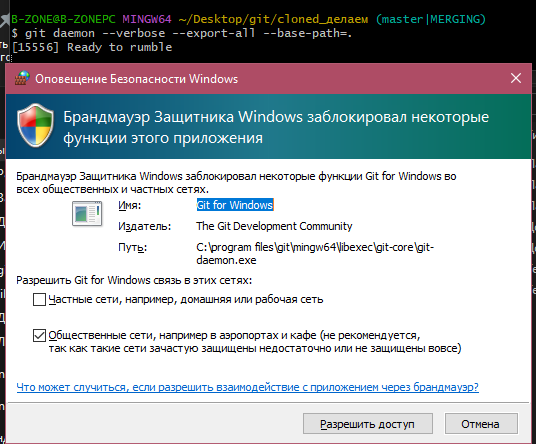 B-ZONE@B-ZONEPC MINGW64 ~/Desktop/git/cloned_делаем (master|MERGING)
$ git daemon --verbose --export-all --base-path=.
[15556] Ready to rumble
Оповещение Безопасности Windows
Брандмауэр Защитника Windows заблокировал некоторые
функции этого приложения
Брандмауэр Защитника Windows заблокировал некоторые функции Git for Windows во
всех общественных и частных сетях.
Имя: Git for Windows
Издатель: The Git Development Community
Путь: C:\program files\git\mingw64\libexec\git-core\git-
daemon.exe
Разрешить Git for Windows связь в этих сетях:
Частные сети, например, домашняя или рабочая сеть
Общественные сети, например в аэропортах и кафе (не рекомендуется,
так как такие сети зачастую защищены недостаточно или не защищены вовсе)
Что может случиться, если разрешить взаимодействие с приложением через брандмауэр?
Разрешить доступ
Отмена